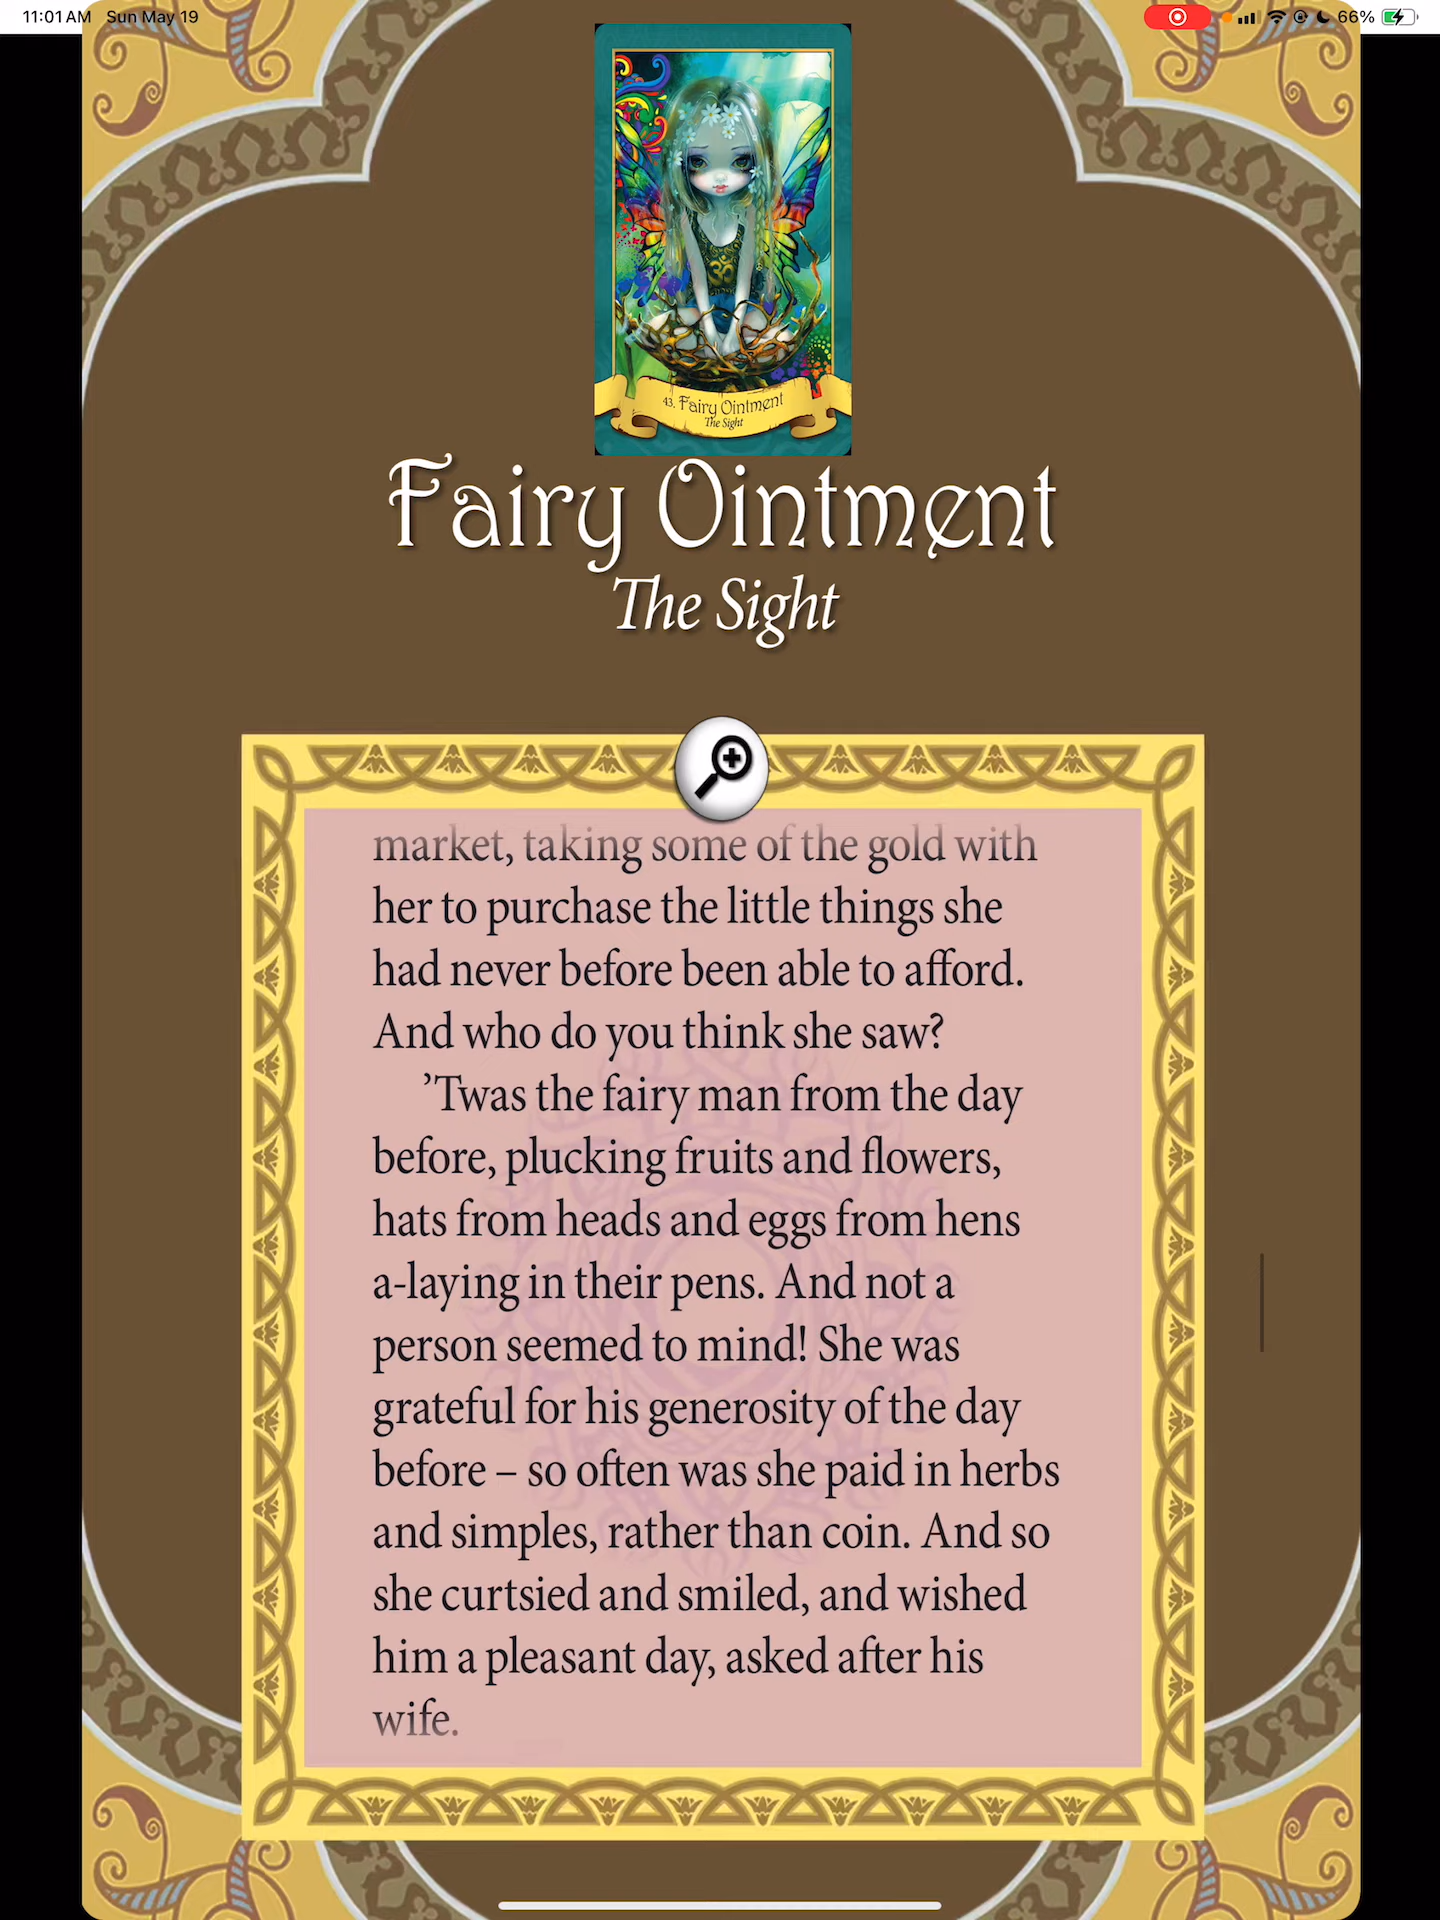 11:01 AM Sun May 19
66%
43. Fairy Ointment
The Sight
Fairy Ointment
The Sight
market, taking some of the gold with
her to purchase the little things she
had never before been able to afford.
And who do you think she saw?
’Twas the fairy man from the day
before, plucking fruits and flowers,
hats from heads and eggs from hens
a-laying in their pens. And not a
person seemed to mind! She was
grateful for his generosity of the day
before – so often was she paid in herbs
and simples, rather than coin. And so
she curtsied and smiled, and wished
him a pleasant day, asked after his
wife.